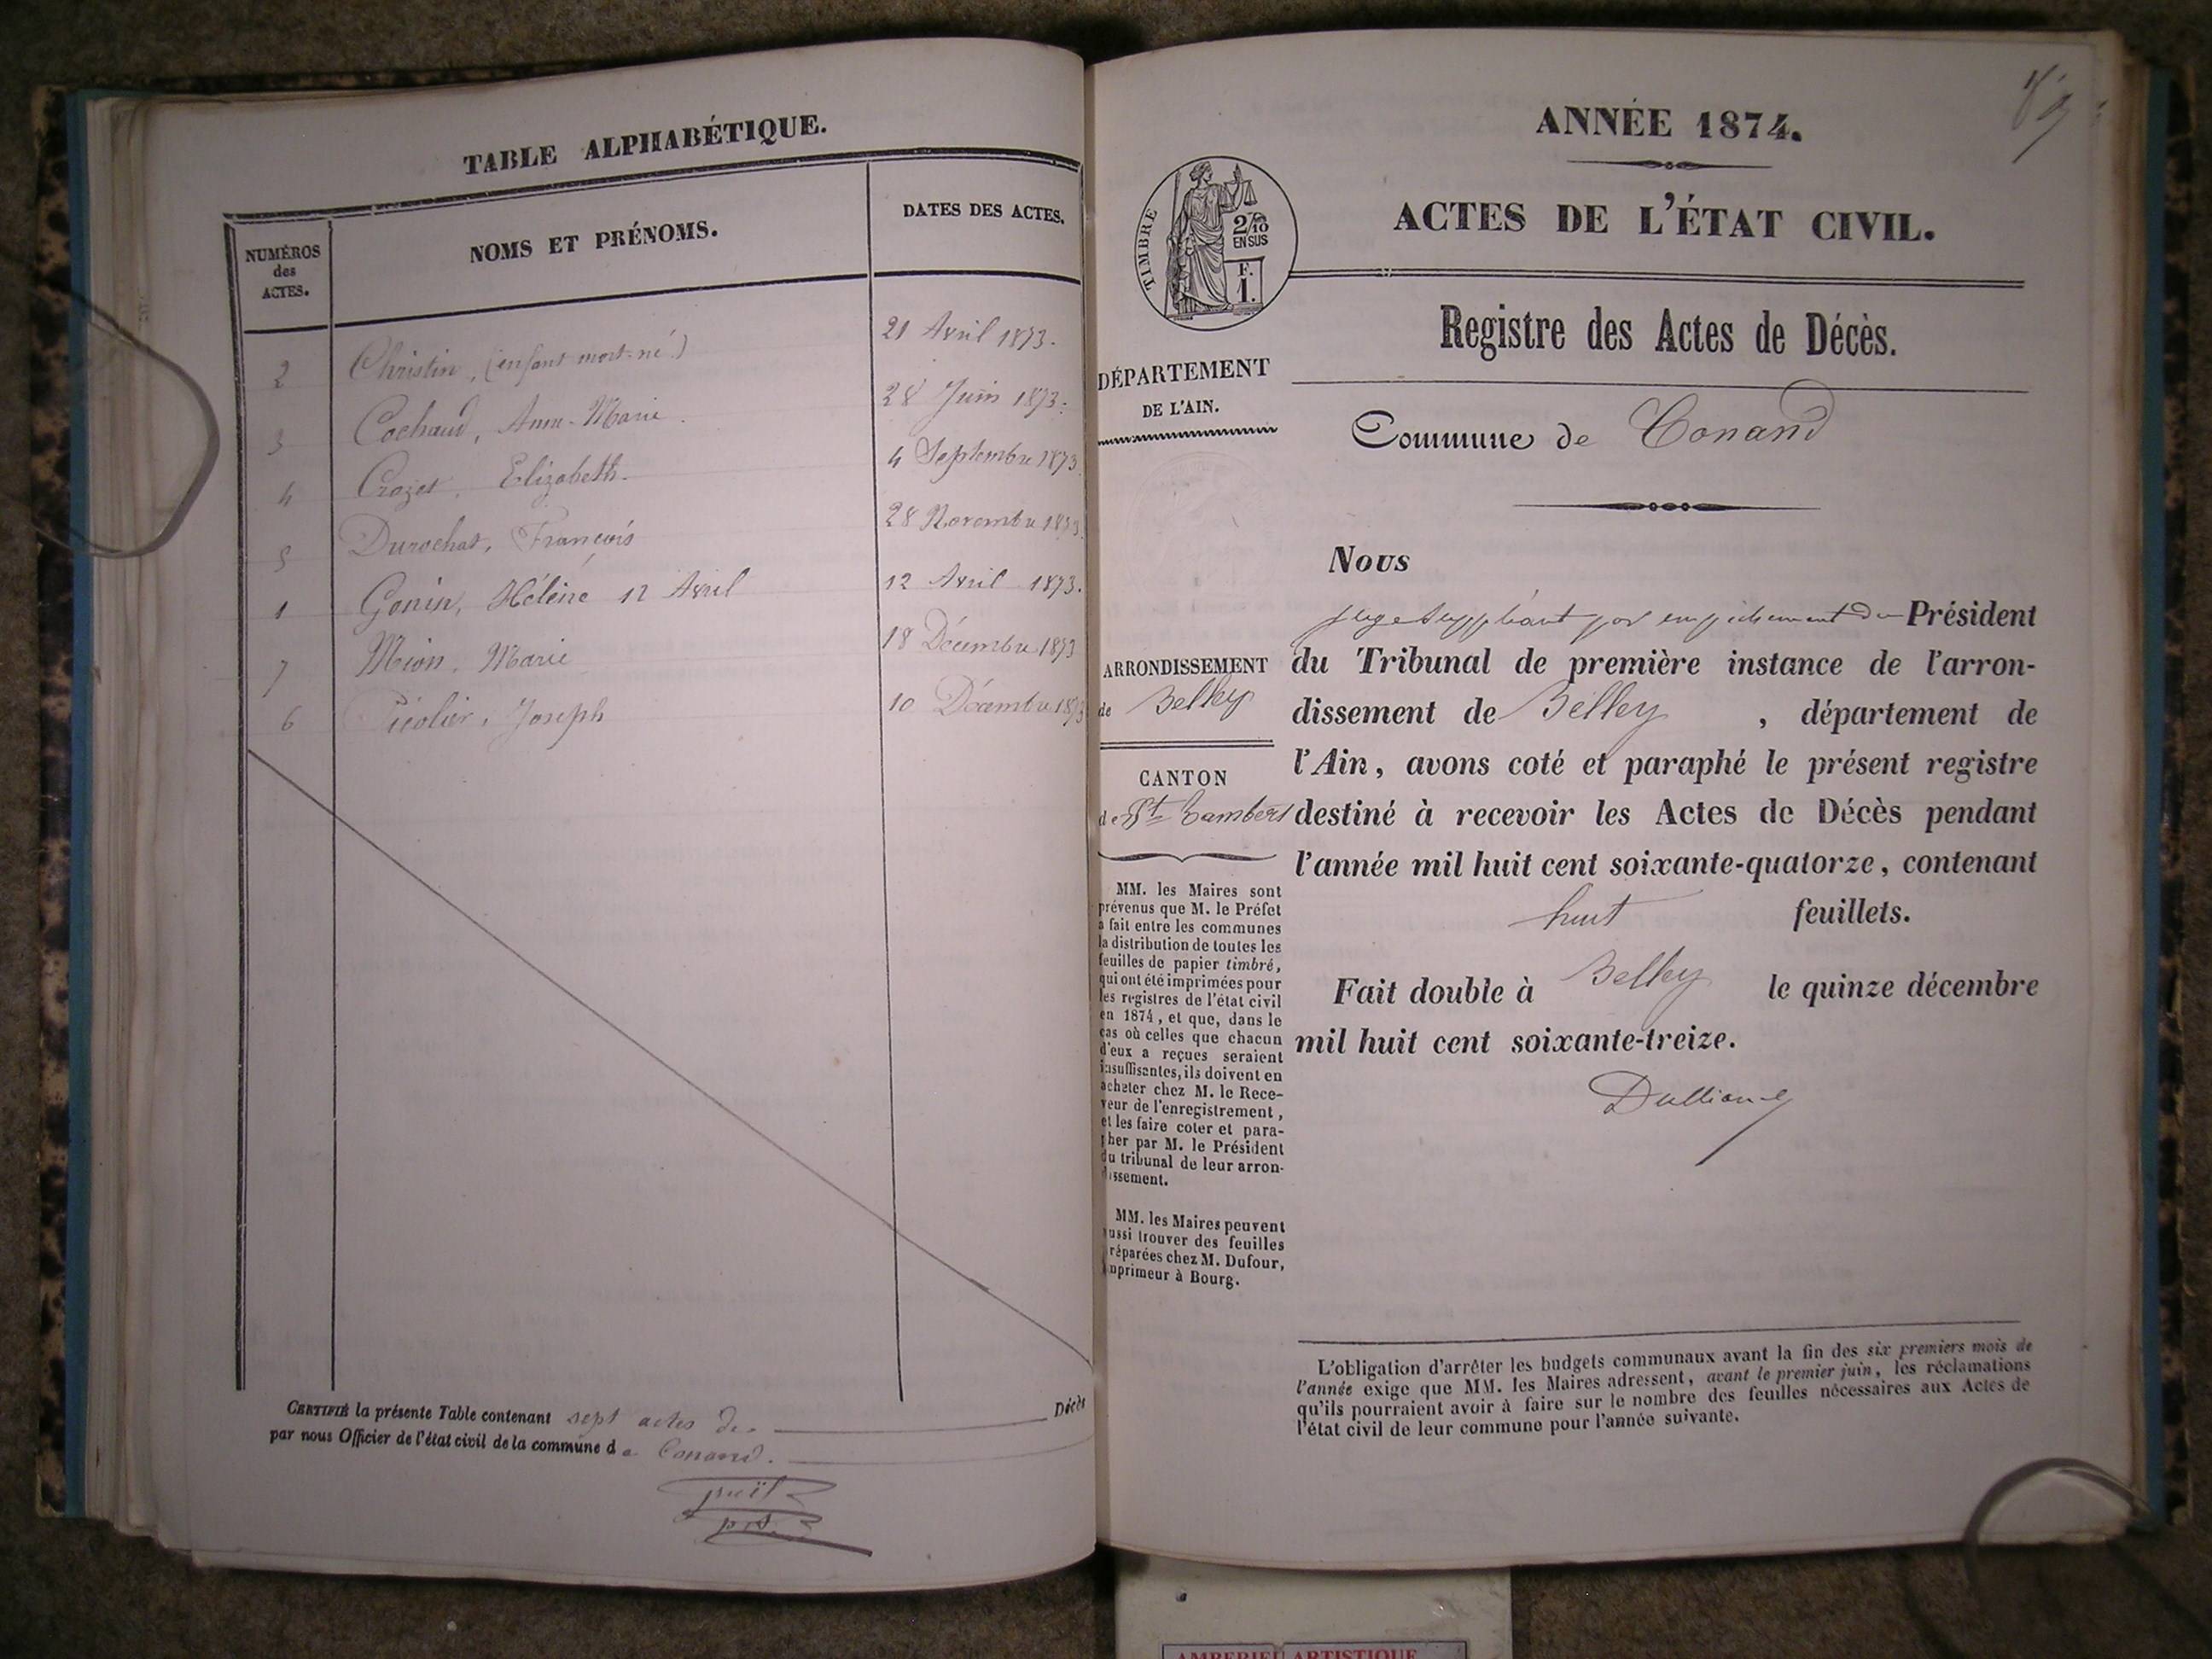 TABLE ALPHABÉTIQUE.
NUMÉROS des ACTES.
NOMS ET PRÉNOMS.
DATES DES ACTES.
2 Christin, (enfant mort-né) 21 Avril 1873.
3 Cochaud, Anne-Marie. 28 Juin 1873.
4 Crozet, Elizabeth. 4 Septembre 1873.
5 Durochat, François 28 Novembre 1873.
1 Gonin, Hélène 12 Avril 12 Avril 1873.
7 Mion, Marie 18 Décembre 1873
6 Picolier, Joseph 10 Décembre 1873
CERTIFIÉ la présente Table contenant sept actes de Décès
par nous Officier de l'état civil de la commune de Conand.
ANNÉE 1874.
ACTES DE L'ÉTAT CIVIL.
TIMBRE
2/10
EN SUS
F.
1.
Registre des Actes de Décès.
DÉPARTEMENT
DE L'AIN.
Commune de Conand
Nous
juge suppléant par empêchement du Président
du Tribunal de première instance de l'arron-
dissement de Belley, département de
l'Ain, avons coté et paraphé le présent registre
destiné à recevoir les Actes de Décès pendant
l'année mil huit cent soixante-quatorze, contenant
huit feuillets.
Fait double à Belley le quinze décembre
mil huit cent soixante-treize.
ARRONDISSEMENT
de Belley
CANTON
de St Rambert
MM. les Maires sont
prévenus que M. le Préfet
a fait entre les communes
la distribution de toutes les
feuilles de papier timbré,
qui ont été imprimées pour
les registres de l'état civil
en 1874, et que, dans le
cas où celles que chacun
d'eux a reçues seraient
insuffisantes, ils doivent en
acheter chez M. le Rece-
veur de l'enregistrement,
et les faire coter et para-
pher par M. le Président
du tribunal de leur arron-
dissement.
MM. les Maires peuvent
aussi trouver des feuilles
préparées chez M. Dufour,
imprimeur à Bourg.
L'obligation d'arrêter les budgets communaux avant la fin des six premiers mois de
l'année exige que MM. les Maires adressent, avant le premier juin, les réclamations
qu'ils pourraient avoir à faire sur le nombre des feuilles nécessaires aux Actes de
l'état civil de leur commune pour l'année suivante.
AMBERIEU ARTISTIQUE